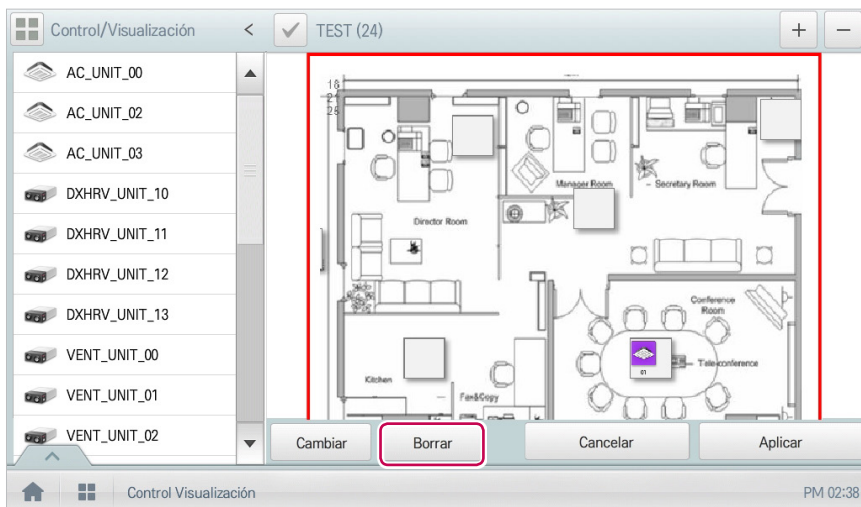 Control/Visualización
<
TEST (24)
+
−
AC_UNIT_00
AC_UNIT_02
AC_UNIT_03
DXHRV_UNIT_10
DXHRV_UNIT_11
DXHRV_UNIT_12
DXHRV_UNIT_13
VENT_UNIT_00
VENT_UNIT_01
VENT_UNIT_02
Manager Room
Secretary Room
Director Room
Conference Room
01
Tele-conference
Kitchen
Fax&Copy
Cambiar
Borrar
Cancelar
Aplicar
Control Visualización
PM 02:38